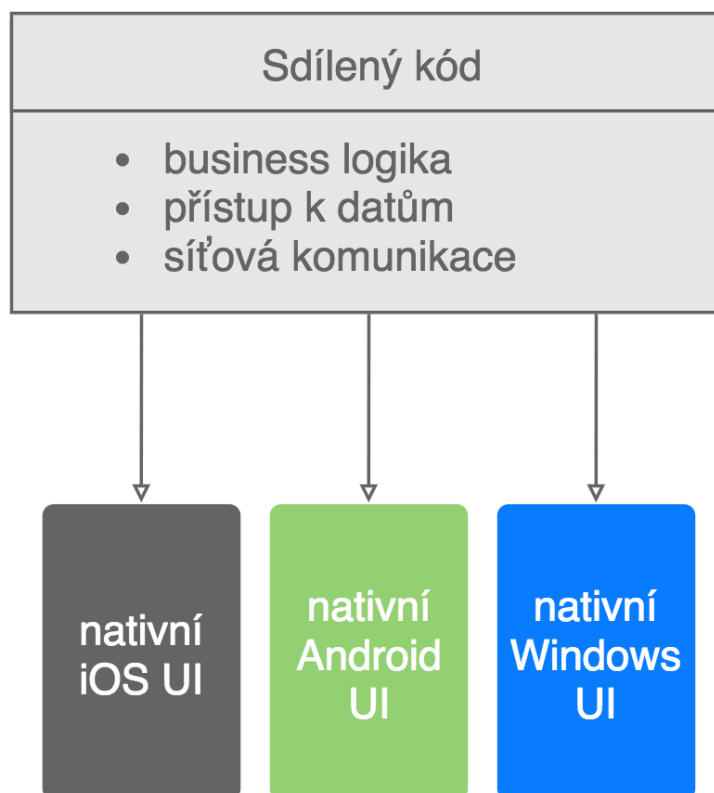 Sdílený kód
• business logika
• přístup k datům
• síťová komunikace
nativní
iOS UI
nativní
Android
UI
nativní
Windows
UI